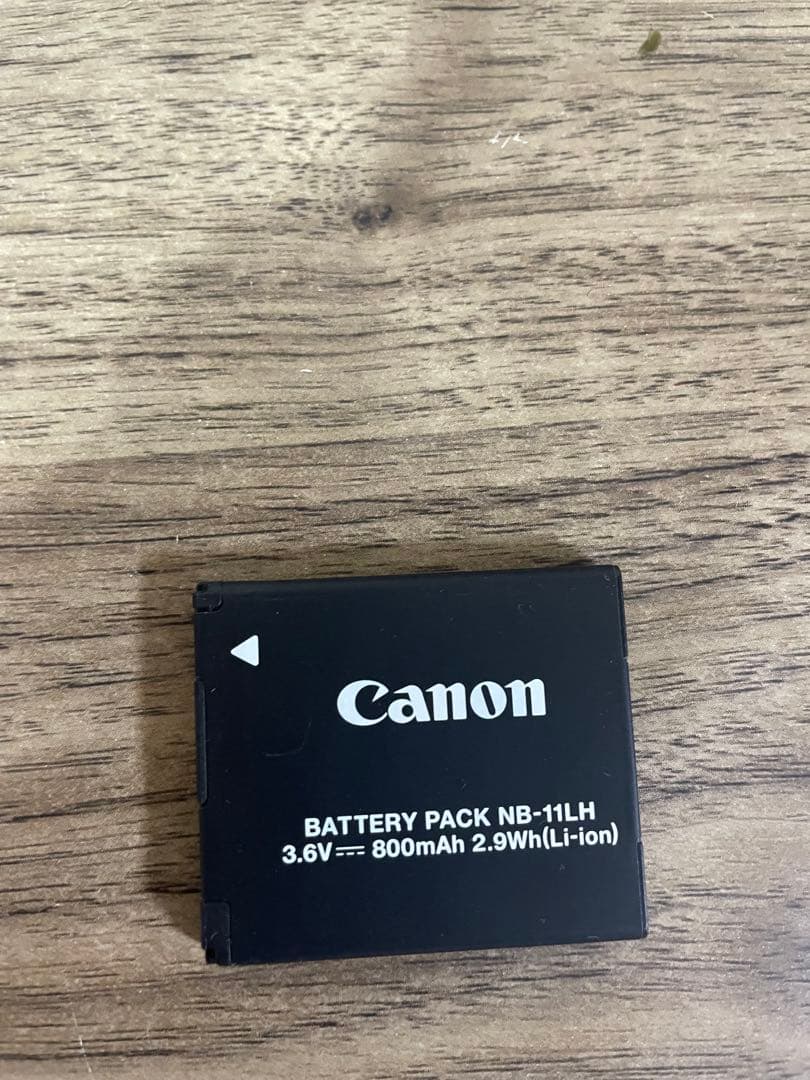 Canon
BATTERY PACK NB-11LH
3.6V⎓ 800mAh 2.9Wh(Li-ion)